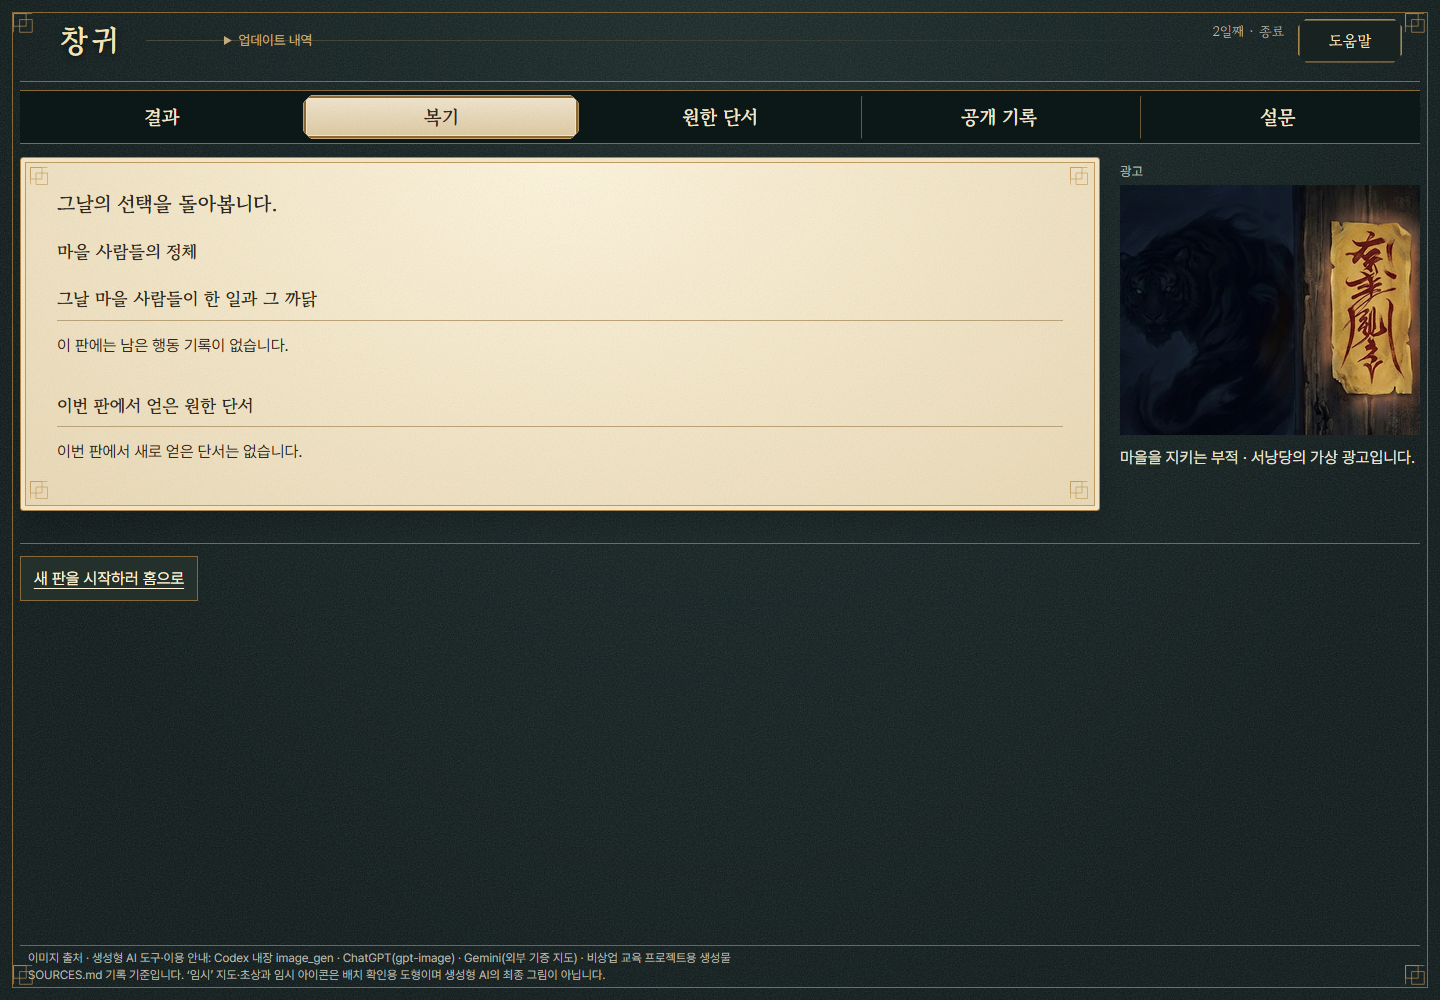 창귀
▶ 업데이트 내역
2일째 · 종료
도움말
결과
복기
원한 단서
공개 기록
설문
그날의 선택을 돌아봅니다.
마을 사람들의 정체
그날 마을 사람들이 한 일과 그 까닭
이 판에는 남은 행동 기록이 없습니다.
이번 판에서 얻은 원한 단서
이번 판에서 새로 얻은 단서는 없습니다.
광고
마을을 지키는 부적 · 서낭당의 가상 광고입니다.
새 판을 시작하러 홈으로
이미지 출처 · 생성형 AI 도구·이용 안내: Codex 내장 image_gen · ChatGPT(gpt-image) · Gemini(외부 기증 지도) · 비상업 교육 프로젝트용 생성물
SOURCES.md 기록 기준입니다. ‘임시’ 지도·초상과 임시 아이콘은 배치 확인용 도형이며 생성형 AI의 최종 그림이 아닙니다.